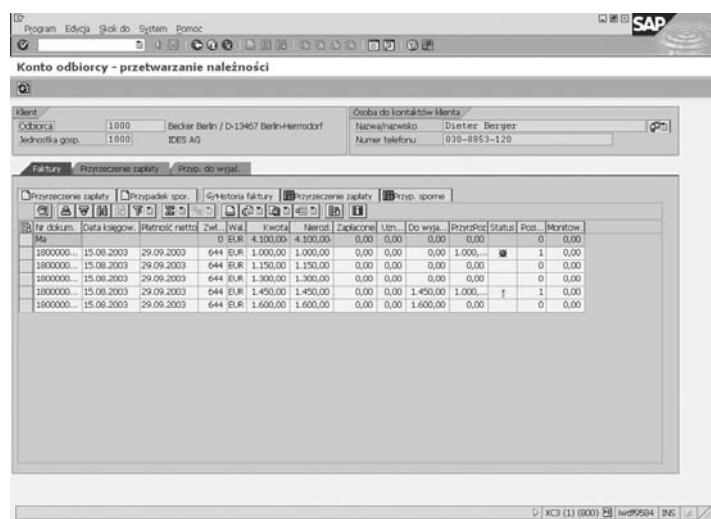 Program Edycja Skok do System Pomoc
SAP
Konto odbiorcy - przetwarzanie należności
Klient
Odbiorca 1000 Becker Berlin / D-13467 Berlin-Hermsdorf
Jednostka gosp. 1000 IDES AG
Osoba do kontaktów klienta
Nazwa/nazwisko Dieter Berger
Numer telefonu 030-8853-120
Faktury Przyrzeczenie zapłaty Przyp. do wyjaś.
Przyrzeczenie zapłaty Przypadek spor. Historia faktury Przyrzeczenie zapłaty Przyp. sporne
Nr dokum. Data księgow. Płatność netto Zwł... Wal. Kwota Nieroz. Zapłacone Uzn... Do wyja... PrzyrzPoz Status Pozi... Monitow.
Ma 0 EUR 4.100,00- 4.100,00- 0,00 0,00 0,00 0,00 0 0,00
1800000... 15.08.2003 29.09.2003 644 EUR 1.000,00 1.000,00 0,00 0,00 0,00 1.000,... 1 0,00
1800000... 15.08.2003 29.09.2003 644 EUR 1.150,00 1.150,00 0,00 0,00 0,00 0,00 0 0,00
1800000... 15.08.2003 29.09.2003 644 EUR 1.300,00 1.300,00 0,00 0,00 0,00 0,00 0 0,00
1800000... 15.08.2003 29.09.2003 644 EUR 1.450,00 1.450,00 0,00 0,00 1.450,00 1.000,... 1 0,00
1800000... 15.08.2003 29.09.2003 644 EUR 1.600,00 1.600,00 0,00 0,00 1.600,00 0,00 0 0,00
XC3 (1) (800) iwdf9584 INS